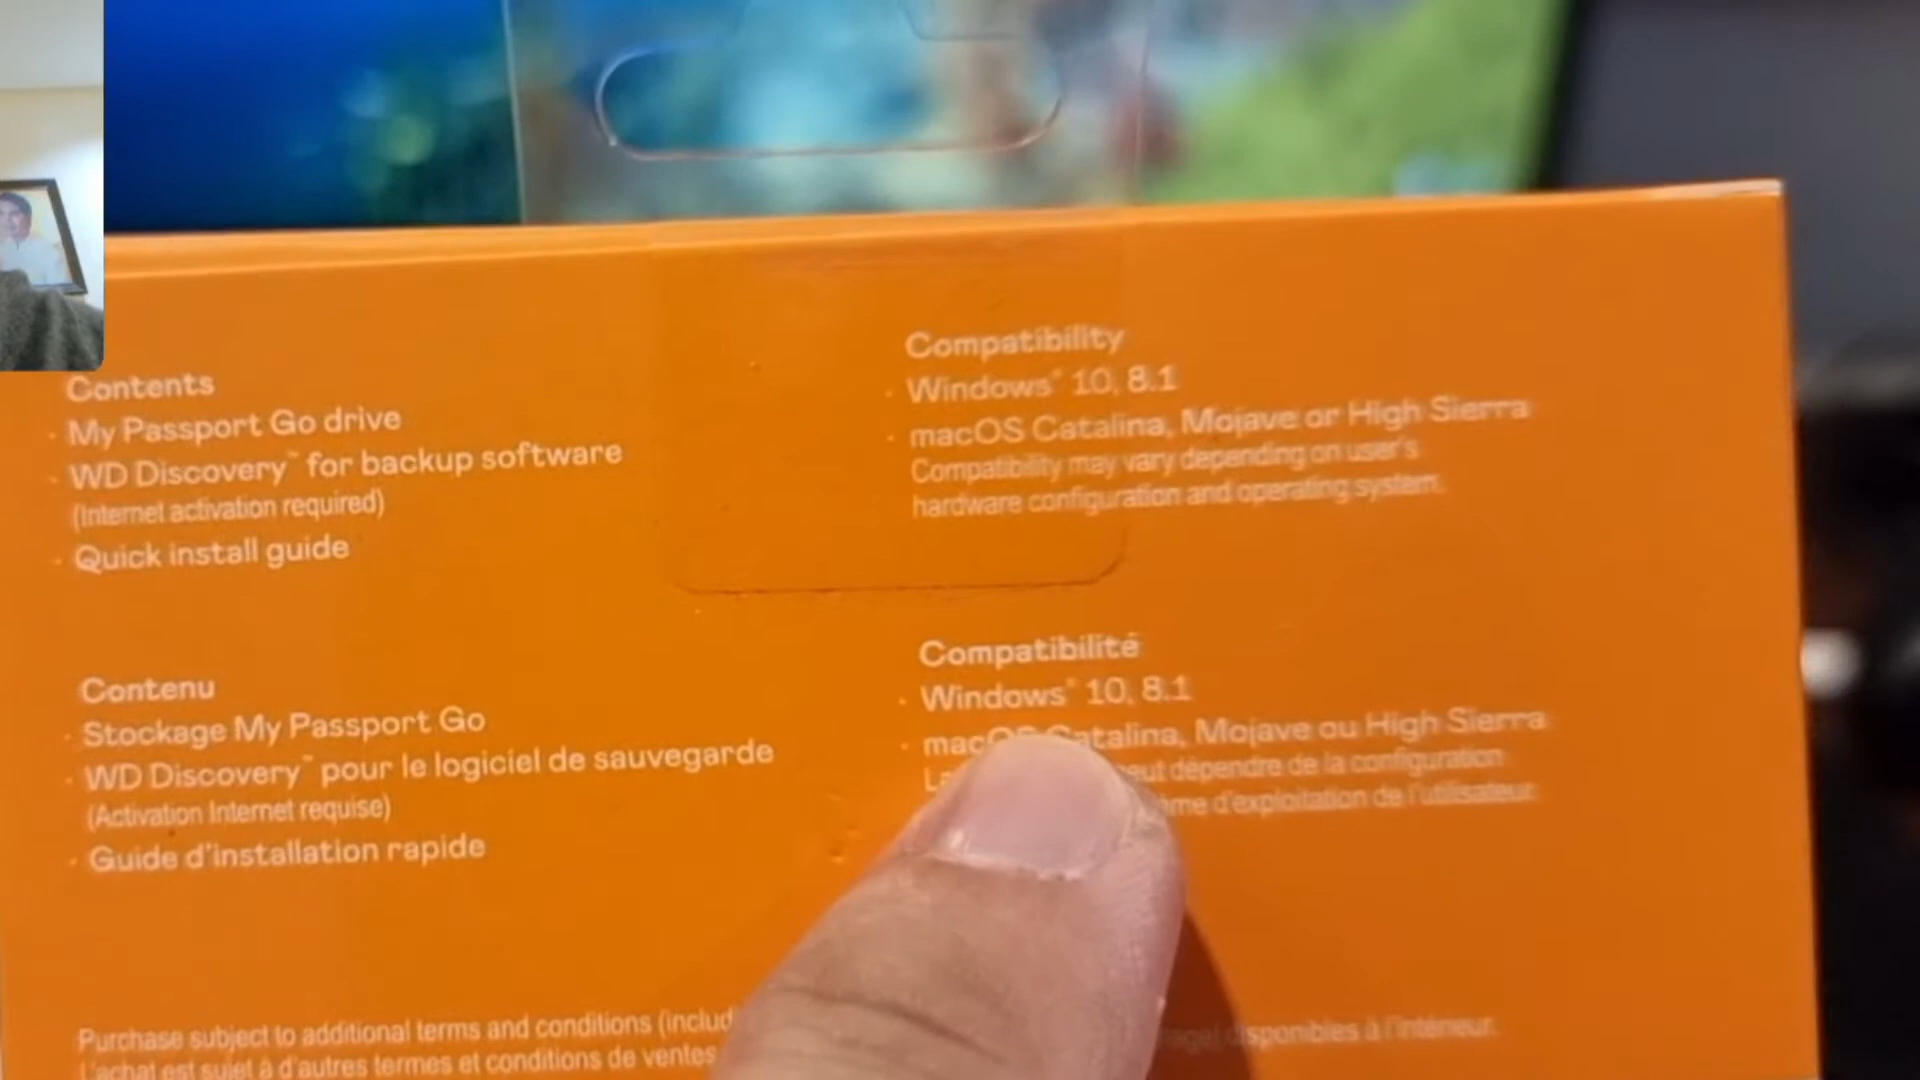 Contents
· My Passport Go drive
· WD Discovery™ for backup software
(Internet activation required)
· Quick install guide
Compatibility
· Windows® 10, 8.1
· macOS Catalina, Mojave or High Sierra
Compatibility may vary depending on user's
hardware configuration and operating system.
Contenu
· Stockage My Passport Go
· WD Discovery™ pour le logiciel de sauvegarde
(Activation Internet requise)
· Guide d'installation rapide
Compatibilité
· Windows® 10, 8.1
· macOS Catalina, Mojave ou High Sierra
La dépendre de la configuration
d'exploitation de l'utilisateur.
Purchase subject to additional terms and conditions
L'achat est sujet à d'autres termes et conditions de ventes disponibles à l'intérieur.